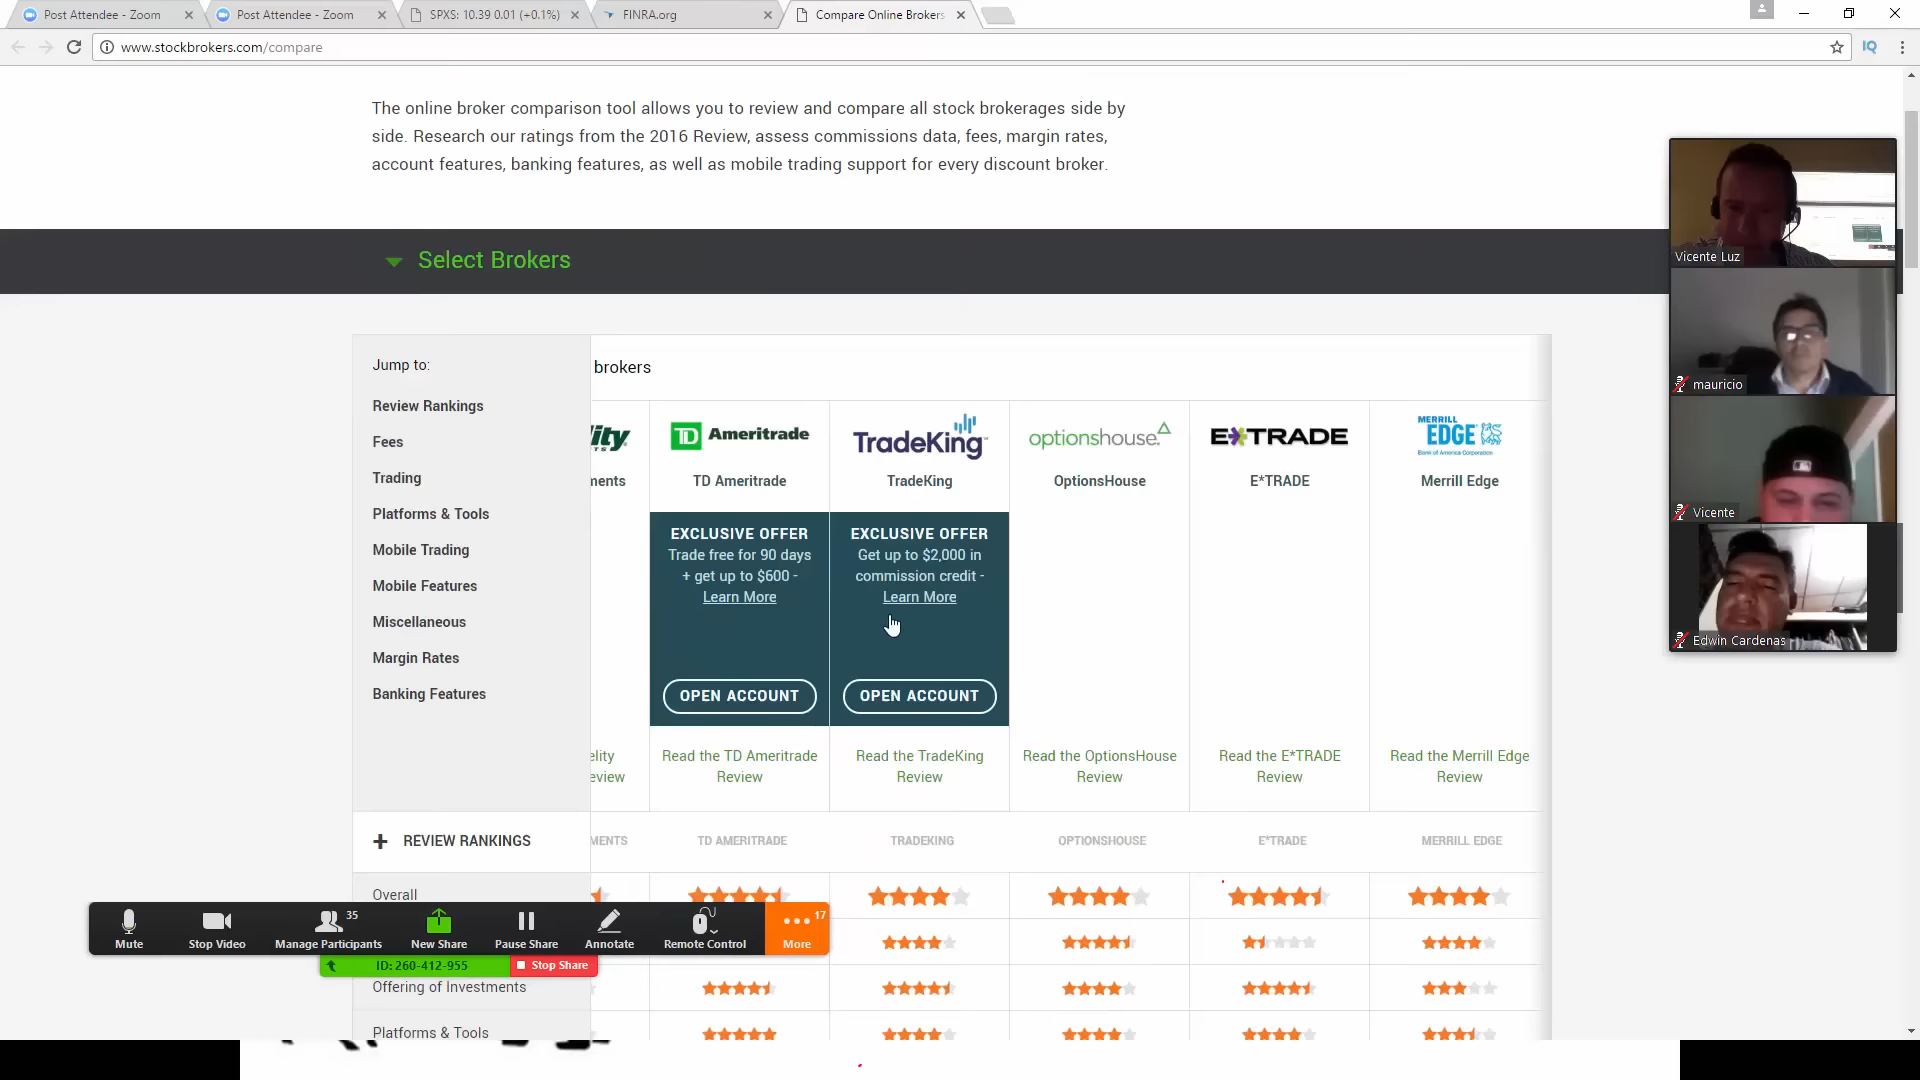 Post Attendee - Zoom
Post Attendee - Zoom
SPXS: 10.39 0.01 (+0.1%)
FINRA.org
Compare Online Brokers
www.stockbrokers.com/compare
IQ
The online broker comparison tool allows you to review and compare all stock brokerages side by
side. Research our ratings from the 2016 Review, assess commissions data, fees, margin rates,
account features, banking features, as well as mobile trading support for every discount broker.
Select Brokers
Jump to:
Review Rankings
Fees
Trading
Platforms & Tools
Mobile Trading
Mobile Features
Miscellaneous
Margin Rates
Banking Features
brokers
lity TD Ameritrade TradeKing optionshouse E*TRADE MERRILL EDGE
Bank of America Corporation
ments TD Ameritrade TradeKing OptionsHouse E*TRADE Merrill Edge
EXCLUSIVE OFFER
Trade free for 90 days
+ get up to $600 -
Learn More
OPEN ACCOUNT
EXCLUSIVE OFFER
Get up to $2,000 in
commission credit -
Learn More
OPEN ACCOUNT
elity
eview
Read the TD Ameritrade
Review
Read the TradeKing
Review
Read the OptionsHouse
Review
Read the E*TRADE
Review
Read the Merrill Edge
Review
+ REVIEW RANKINGS MENTS TD AMERITRADE TRADEKING OPTIONSHOUSE E*TRADE MERRILL EDGE
Overall
Offering of Investments
Platforms & Tools
Mute
Stop Video
35
Manage Participants
New Share
Pause Share
Annotate
Remote Control
17
More
ID: 260-412-955
Stop Share
Vicente Luz
mauricio
Vicente
Edwin Cardenas